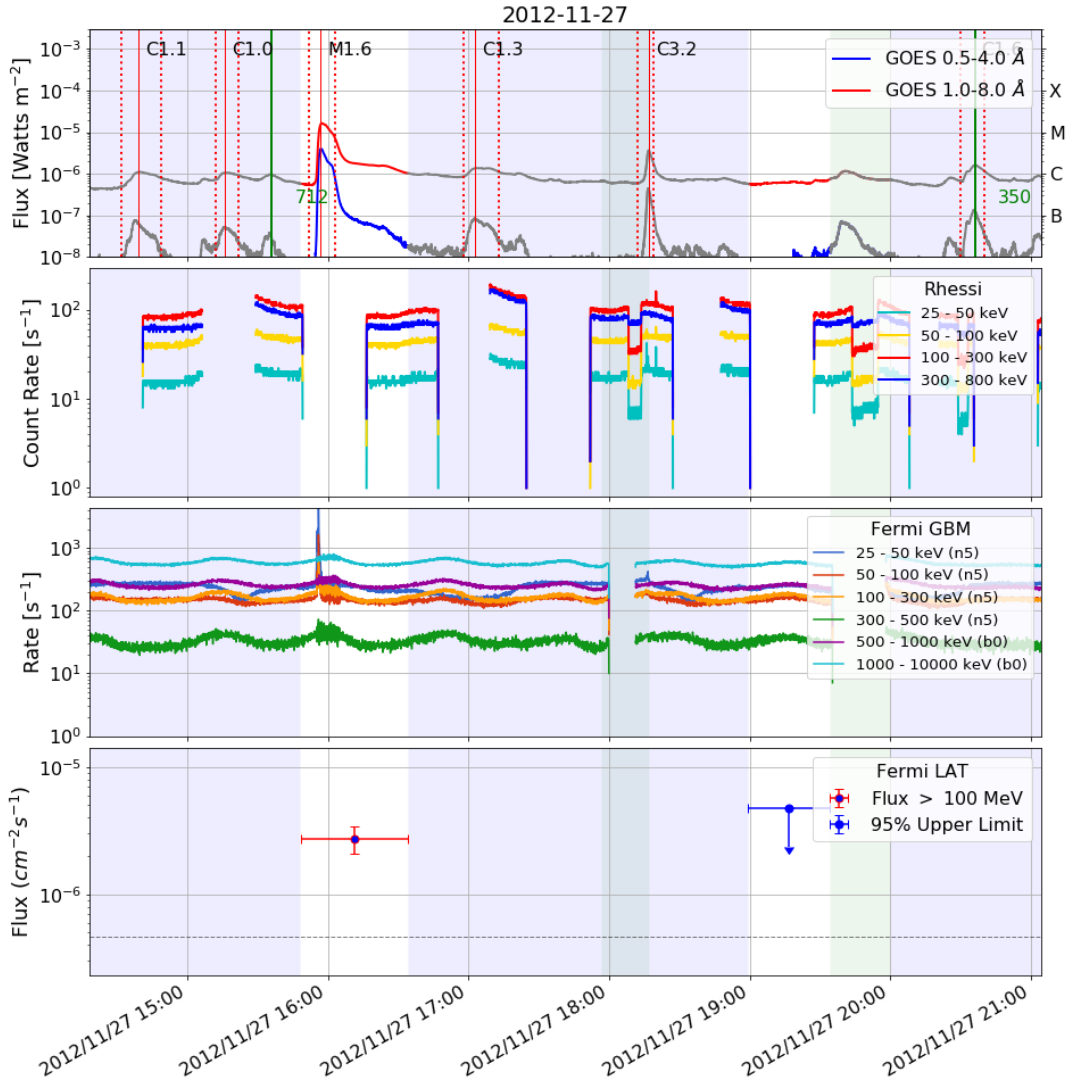 2012-11-27
C1.1
C1.0
M1.6
C1.3
C3.2
C1.6
GOES 0.5-4.0 Å
GOES 1.0-8.0 Å
712
350
Flux [Watts m⁻²]
10⁻³
10⁻⁴
10⁻⁵
10⁻⁶
10⁻⁷
10⁻⁸
X
M
C
B
Count Rate [s⁻¹]
10²
10¹
10⁰
Rhessi
25 - 50 keV
50 - 100 keV
100 - 300 keV
300 - 800 keV
Rate [s⁻¹]
10³
10²
10¹
10⁰
Fermi GBM
25 - 50 keV (n5)
50 - 100 keV (n5)
100 - 300 keV (n5)
300 - 500 keV (n5)
500 - 1000 keV (b0)
1000 - 10000 keV (b0)
Flux (cm⁻²s⁻¹)
10⁻⁵
10⁻⁶
Fermi LAT
Flux > 100 MeV
95% Upper Limit
2012/11/27 15:00
2012/11/27 16:00
2012/11/27 17:00
2012/11/27 18:00
2012/11/27 19:00
2012/11/27 20:00
2012/11/27 21:00